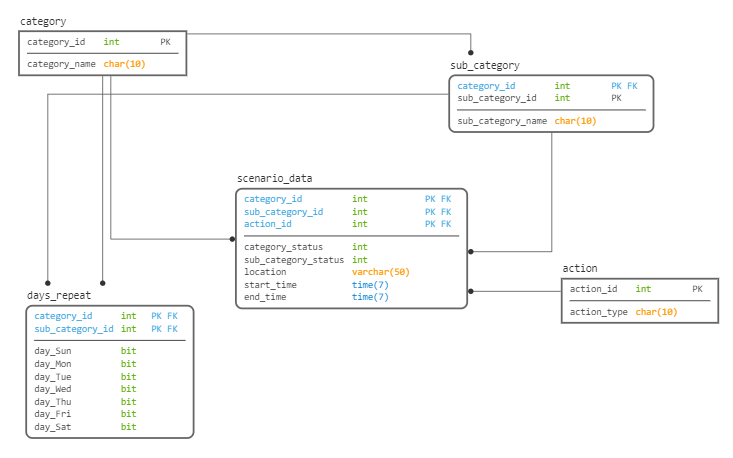 category
category_id int PK
category_name char(10)
sub_category
category_id int PK FK
sub_category_id int PK
sub_category_name char(10)
scenario_data
category_id int PK FK
sub_category_id int PK FK
action_id int PK FK
category_status int
sub_category_status int
location varchar(50)
start_time time(7)
end_time time(7)
action
action_id int PK
action_type char(10)
days_repeat
category_id int PK FK
sub_category_id int PK FK
day_Sun bit
day_Mon bit
day_Tue bit
day_Wed bit
day_Thu bit
day_Fri bit
day_Sat bit